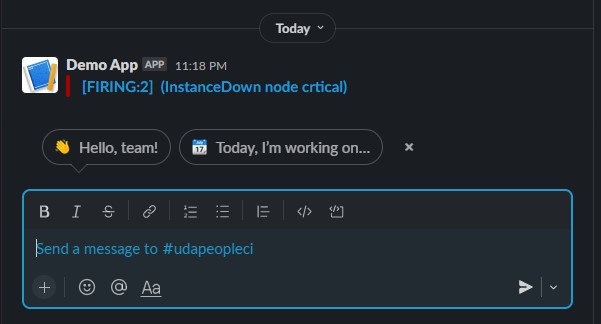 Today
Demo App APP 11:18 PM
[FIRING:2] (InstanceDown node crtical)
👋 Hello, team! 📅 Today, I'm working on...
B I S
Send a message to #udapeopleci
Aa